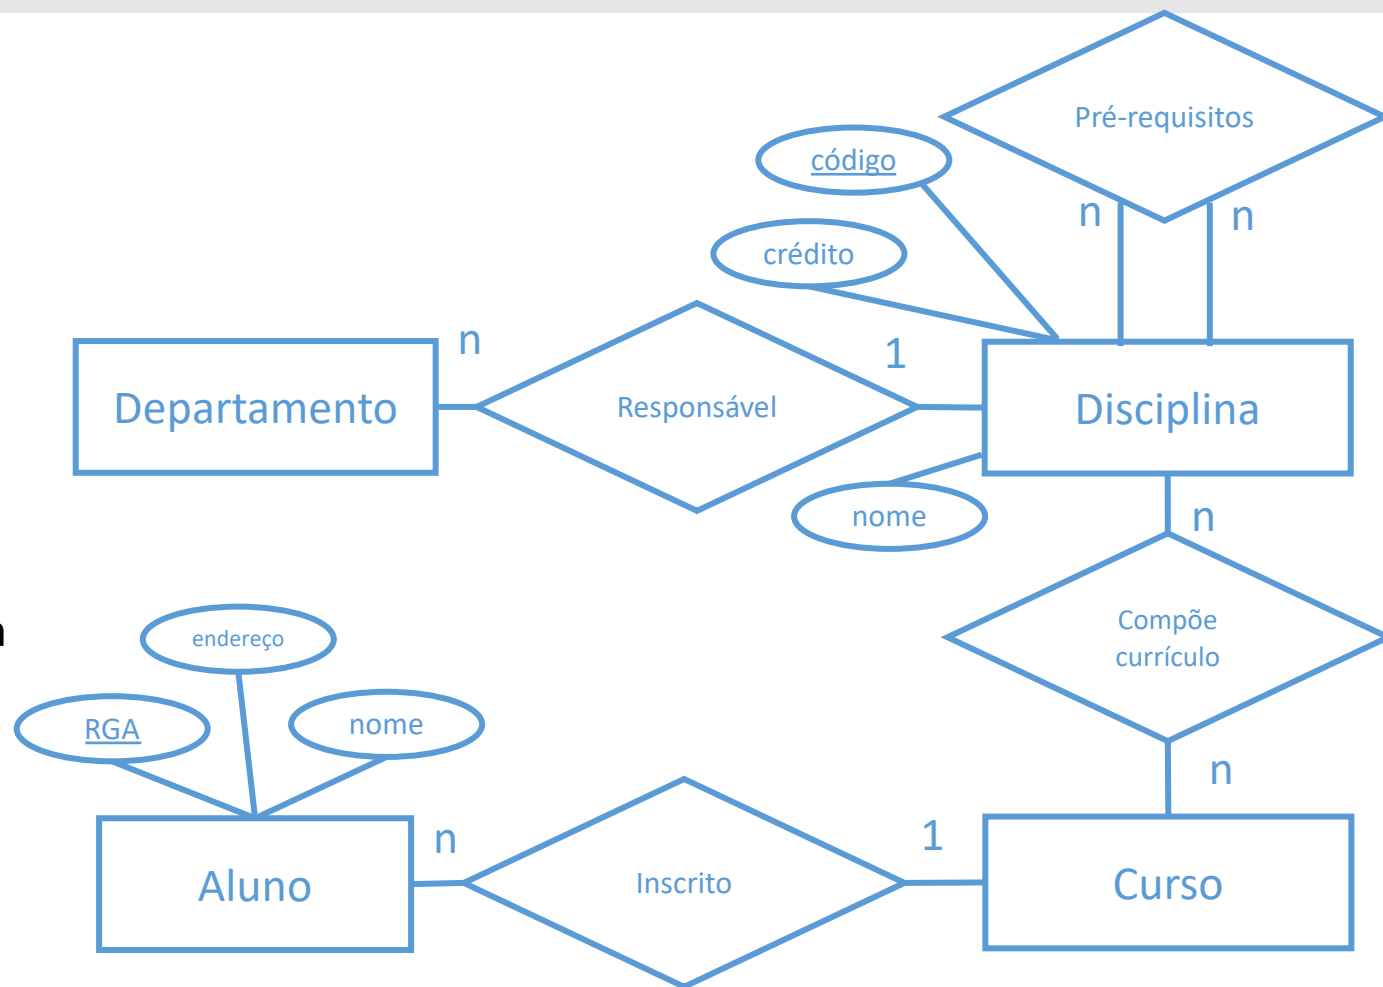 Pré-requisitos
código
n
n
crédito
n
1
Departamento
Responsável
Disciplina
nome
n
Compõe
currículo
endereço
RGA
nome
n
n
1
Aluno
Inscrito
Curso